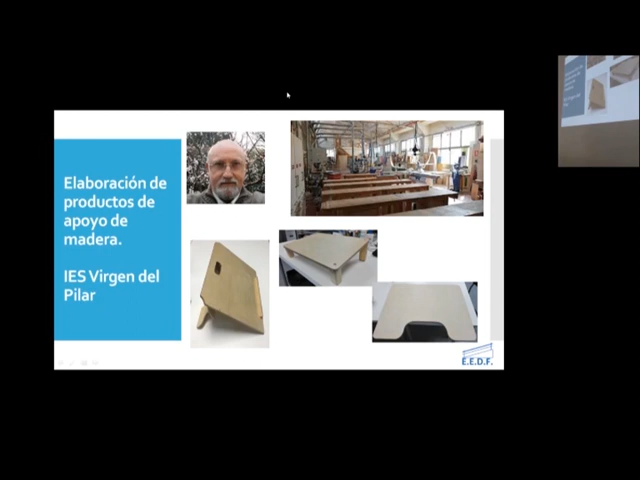 Elaboración de
productos de
apoyo de
madera.
IES Virgen del
Pilar
E.E.D.F.